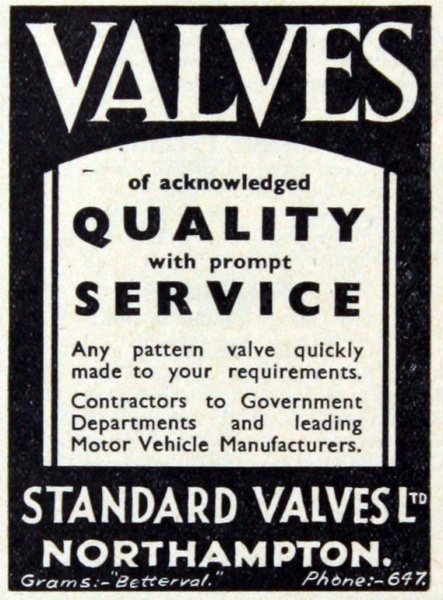 VALVES
of acknowledged
QUALITY
with prompt
SERVICE
Any pattern valve quickly
made to your requirements.
Contractors to Government
Departments and leading
Motor Vehicle Manufacturers.
STANDARD VALVES LTD
NORTHAMPTON.
Grams:-"Betterval." Phone:-647.